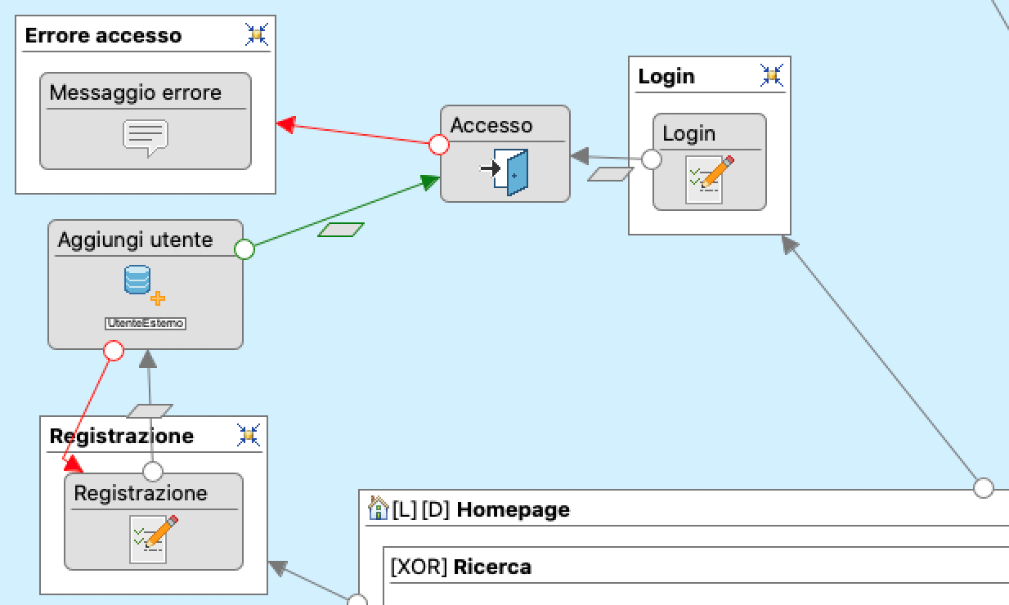 Errore accesso
Messaggio errore
Accesso
Login
Login
Aggiungi utente
UtenteEsterno
Registrazione
Registrazione
[L] [D] Homepage
[XOR] Ricerca